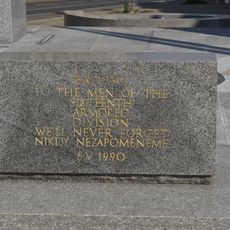 6.V.1945
TO THE MEN OF THE
SIXTEENTH
ARMORED
DIVISION
WE'LL NEVER FORGET
NIKDY NEZAPOMENEME
6.V.1990